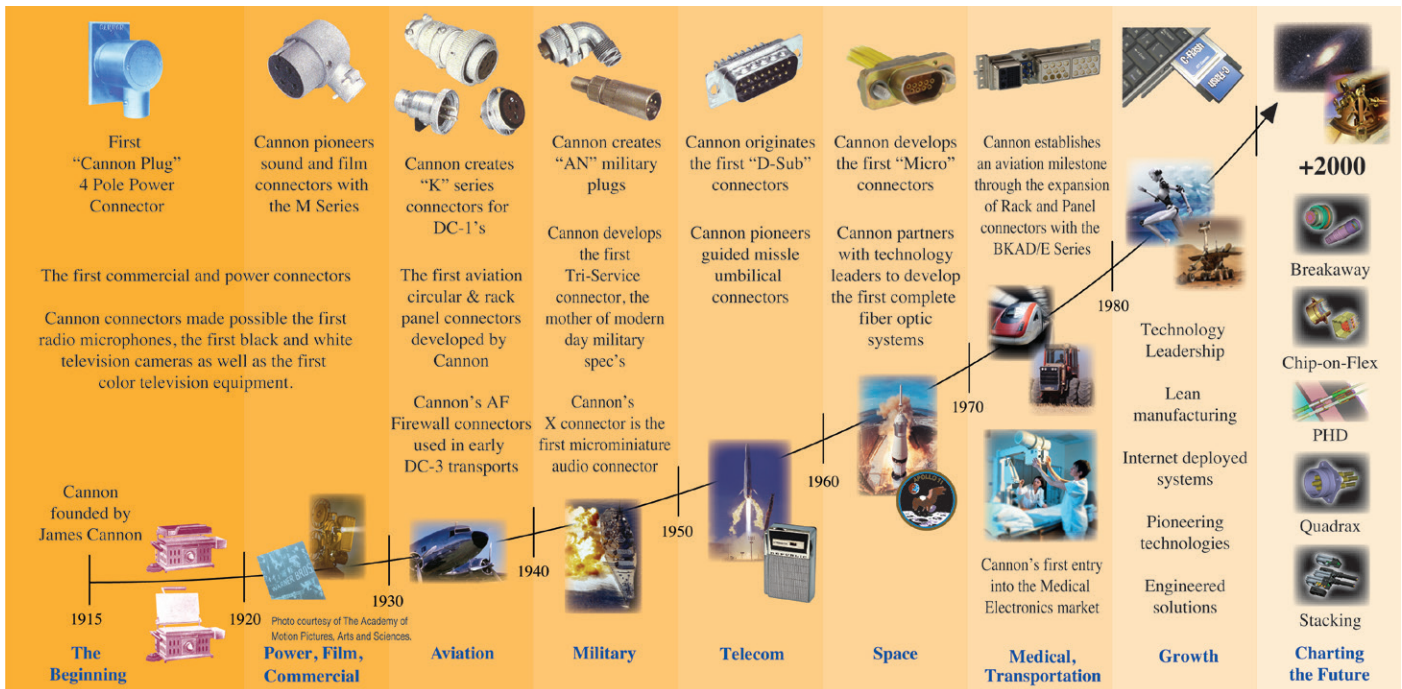 First
“Cannon Plug”
4 Pole Power
Connector
Cannon pioneers
sound and film
connectors with
the M Series
The first commercial and power connectors
Cannon connectors made possible the first
radio microphones, the first black and white
television cameras as well as the first
color television equipment.
Cannon
founded by
James Cannon
1915
The
Beginning
1920
WARNER BROS
Photo courtesy of The Academy of
Motion Pictures, Arts and Sciences.
Power, Film,
Commercial
1930
Cannon creates
“K” series
connectors for
DC-1’s
The first aviation
circular & rack
panel connectors
developed by
Cannon
Cannon’s AF
Firewall connectors
used in early
DC-3 transports
Aviation
1940
Cannon creates
“AN” military
plugs
Cannon develops
the first
Tri-Service
connector, the
mother of modern
day military
spec’s
Cannon’s
X connector is the
first microminiature
audio connector
Military
1950
Cannon originates
the first “D-Sub”
connectors
Cannon pioneers
guided missle
umbilical
connectors
Telecom
1960
Cannon develops
the first “Micro”
connectors
Cannon partners
with technology
leaders to develop
the first complete
fiber optic
systems
APOLLO 11
Space
1970
Cannon establishes
an aviation milestone
through the expansion
of Rack and Panel
connectors with the
BKAD/E Series
Cannon’s first entry
into the Medical
Electronics market
Medical,
Transportation
1980
C-Flash
Technology
Leadership
Lean
manufacturing
Internet deployed
systems
Pioneering
technologies
Engineered
solutions
Growth
+2000
Breakaway
Chip-on-Flex
PHD
Quadrax
Stacking
Charting
the Future